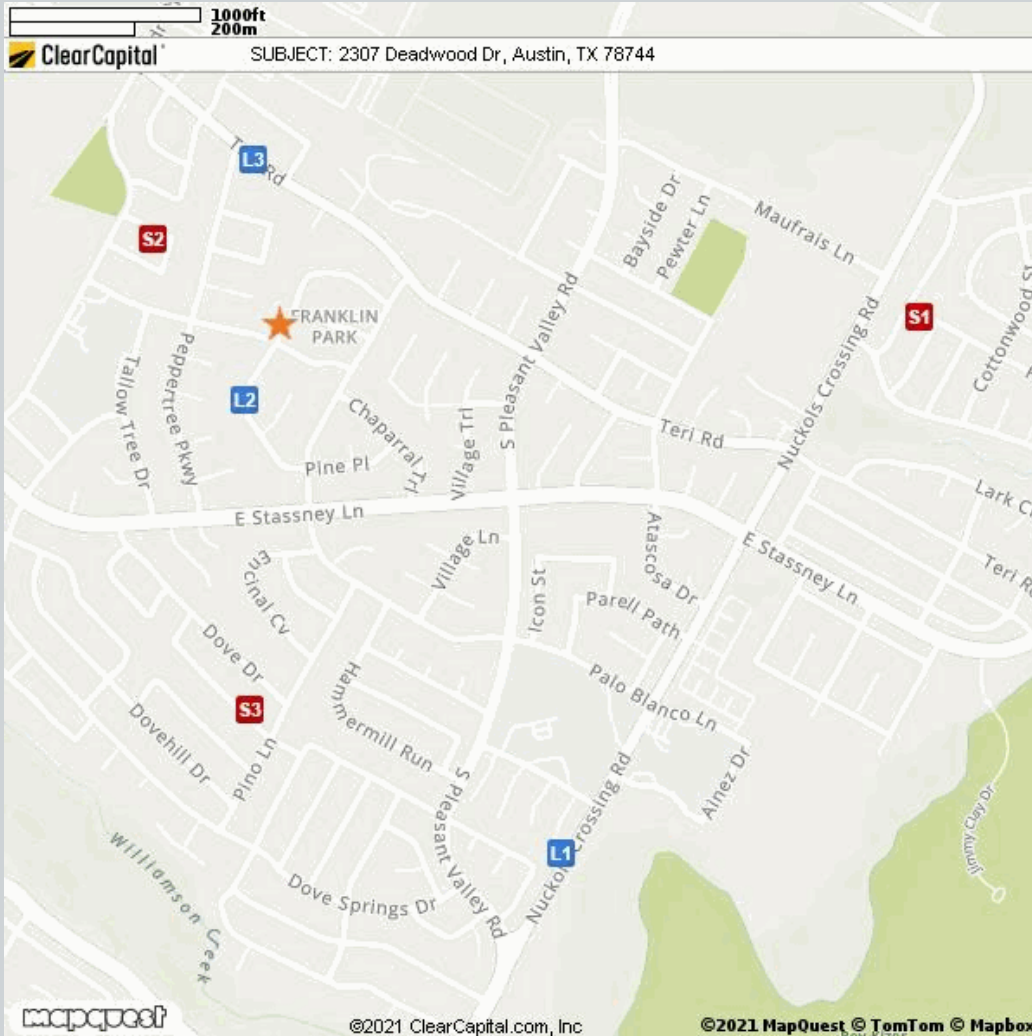 1000ft
200m
ClearCapital
SUBJECT: 2307 Deadwood Dr, Austin, TX 78744
L3
Rd
S2
Bayside Dr
Pewter Ln
Maufrais Ln
FRANKLIN
PARK
S1
Cottonwood S
Peppertree Pkwy
Tallow Tree Dr
L2
Chaparral Trl
Village Trl
S Pleasant Valley Rd
Nuckols Crossing Rd
Teri Rd
Pine Pl
E Stassney Ln
Lark C
Village Ln
Atascosa Dr
E Stassney Ln
Teri R
Encinal Cv
Icon St
Parell Path
Dove Dr
Palo Blanco Ln
S3
Hammermill Run
Dovehill Dr
Pino Ln
Ainez Dr
S Pleasant Valley Rd
Jimmy Clay Dr
L1
Nuckols Crossing Rd
Williamson Creek
Dove Springs Dr
mapquest
©2021 ClearCapital.com, Inc
©2021 MapQuest © TomTom © Mapbo